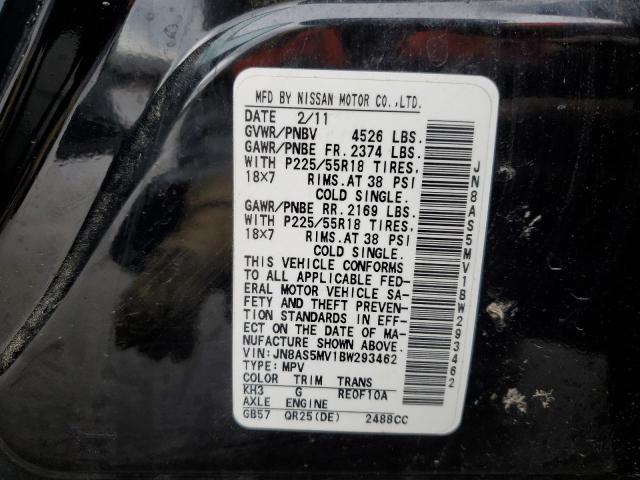 MFD BY NISSAN MOTOR CO.,LTD.
DATE 2/11
GVWR/PNBV 4526 LBS.
GAWR/PNBE FR. 2374 LBS.
WITH P225/55R18 TIRES,
18X7 RIMS.AT 38 PSI
COLD SINGLE.
GAWR/PNBE RR. 2169 LBS.
WITH P225/55R18 TIRES,
18X7 RIMS.AT 38 PSI
COLD SINGLE.
THIS VEHICLE CONFORMS
TO ALL APPLICABLE FED-
ERAL MOTOR VEHICLE SA-
FETY AND THEFT PREVEN-
TION STANDARDS IN EFF-
ECT ON THE DATE OF MA-
NUFACTURE SHOWN ABOVE.
VIN:JN8AS5MV1BW293462
TYPE: MPV
COLOR TRIM TRANS
KH3 G RE0F10A
AXLE ENGINE
GB57 QR25(DE) 2488CC
JN8AS5MV1BW293462